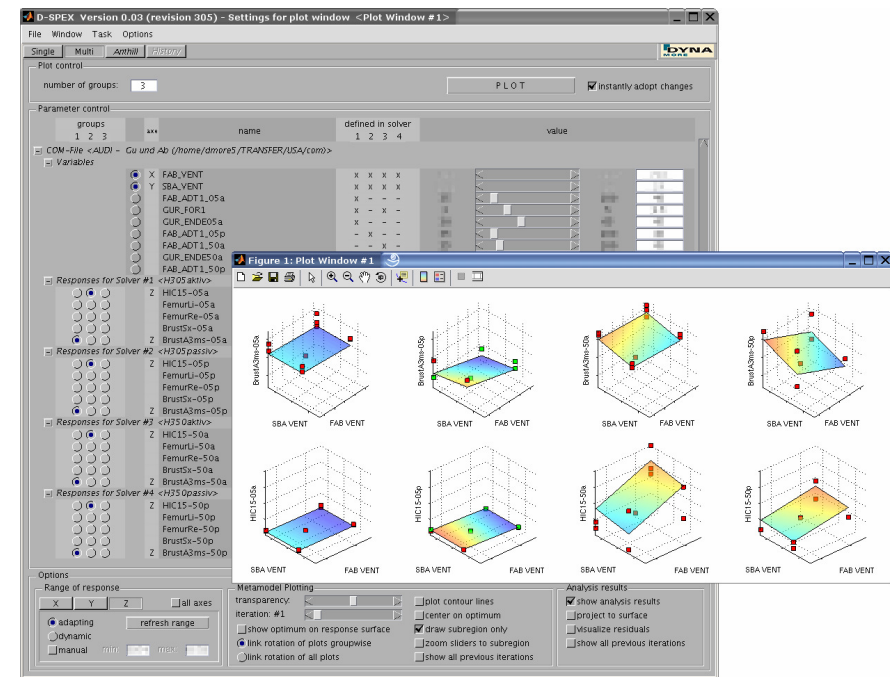 D-SPEX Version 0.03 (revision 305) - Settings for plot window <Plot Window #1>
File Window Task Options
Single Multi Anthill History
DYNA
MORE
Plot control
number of groups: 3 PLOT instantly adopt changes
Parameter control
groups axs name defined in solver value
1 2 3 1 2 3 4
COM-File <AUDI - Gu und Ab (/home/dmore5/TRANSFER/USA/com)>
Variables
X FAB_VENT x x x x
Y SBA_VENT x x x x
FAB_ADT1_05a x - - -
GUR_FOR1 x - x -
GUR_ENDE05a x - - -
FAB_ADT1_05p - x - -
FAB_ADT1_50a - - x -
GUR_ENDE50a
FAB_ADT1_50p
Responses for Solver #1 <H305aktiv>
Z HIC15-05a
FemurLi-05a
FemurRe-05a
BrustSx-05a
Z BrustA3ms-05a
Responses for Solver #2 <H305passiv>
Z HIC15-05p
FemurLi-05p
FemurRe-05p
BrustSx-05p
Z BrustA3ms-05p
Responses for Solver #3 <H350aktiv>
Z HIC15-50a
FemurLi-50a
FemurRe-50a
BrustSx-50a
Z BrustA3ms-50a
Responses for Solver #4 <H350passiv>
Z HIC15-50p
FemurLi-50p
FemurRe-50p
BrustSx-50p
Z BrustA3ms-50p
Figure 1: Plot Window #1
BrustA3ms-05a
SBA VENT FAB VENT
BrustA3ms-05p
SBA VENT FAB VENT
BrustA3ms-50a
SBA VENT FAB VENT
BrustA3ms-50p
SBA VENT FAB VENT
HIC15-05a
SBA VENT FAB VENT
HIC15-05p
SBA VENT FAB VENT
HIC15-50a
SBA VENT FAB VENT
HIC15-50p
SBA VENT FAB VENT
Options
Range of response
X Y Z all axes
adapting refresh range
dynamic
manual min: max:
Metamodel Plotting
transparency:
iteration: #1
show optimum on response surface
link rotation of plots groupwise
link rotation of all plots
plot contour lines
center on optimum
draw subregion only
zoom sliders to subregion
show all previous iterations
Analysis results
show analysis results
project to surface
visualize residuals
show all previous iterations